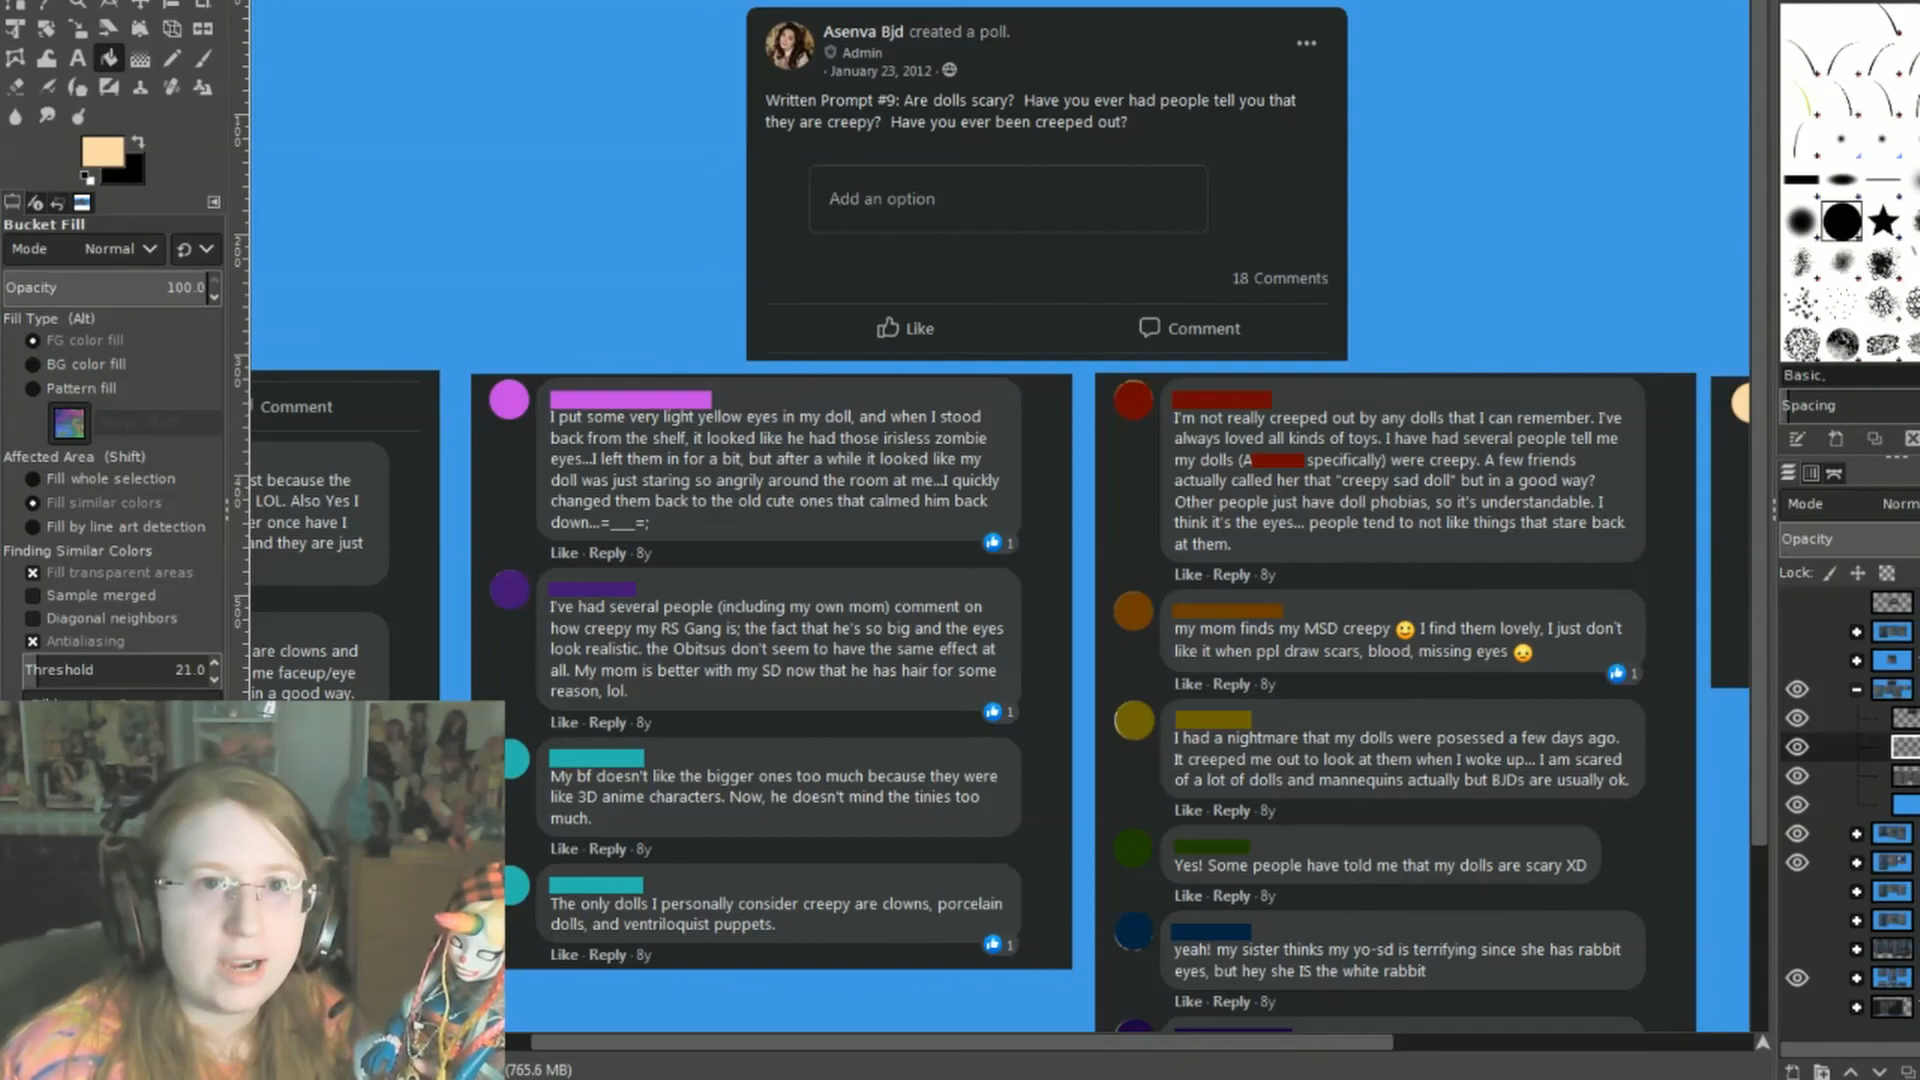 Asenva Bjd created a poll.
Admin
· January 23, 2012 ·
Written Prompt #9: Are dolls scary? Have you ever had people tell you that
they are creepy? Have you ever been creeped out?
Add an option
18 Comments
Like
Comment
Bucket Fill
Mode
Normal
Opacity
100.0
Fill Type (Alt)
FG color fill
BG color fill
Pattern fill
Affected Area (Shift)
Fill whole selection
Fill similar colors
Fill by line art detection
Finding Similar Colors
Fill transparent areas
Sample merged
Diagonal neighbors
Antialiasing
Threshold
21.0
Comment
st because the
LOL. Also Yes I
er once have I
and they are just
are clowns and
me faceup/eye
in a good way.
I put some very light yellow eyes in my doll, and when I stood
back from the shelf, it looked like he had those irisless zombie
eyes...I left them in for a bit, but after a while it looked like my
doll was just staring so angrily around the room at me...I quickly
changed them back to the old cute ones that calmed him back
down...=___=;
1
Like · Reply · 8y
I've had several people (including my own mom) comment on
how creepy my RS Gang is; the fact that he's so big and the eyes
look realistic. the Obitsus don't seem to have the same effect at
all. My mom is better with my SD now that he has hair for some
reason, lol.
1
Like · Reply · 8y
My bf doesn't like the bigger ones too much because they were
like 3D anime characters. Now, he doesn't mind the tinies too
much.
Like · Reply · 8y
The only dolls I personally consider creepy are clowns, porcelain
dolls, and ventriloquist puppets.
1
Like · Reply · 8y
I'm not really creeped out by any dolls that I can remember. I've
always loved all kinds of toys. I have had several people tell me
my dolls (A specifically) were creepy. A few friends
actually called her that "creepy sad doll" but in a good way?
Other people just have doll phobias, so it's understandable. I
think it's the eyes... people tend to not like things that stare back
at them.
Like · Reply · 8y
my mom finds my MSD creepy I find them lovely, I just don't
like it when ppl draw scars, blood, missing eyes
1
Like · Reply · 8y
I had a nightmare that my dolls were posessed a few days ago.
It creeped me out to look at them when I woke up... I am scared
of a lot of dolls and mannequins actually but BJDs are usually ok.
Like · Reply · 8y
Yes! Some people have told me that my dolls are scary XD
Like · Reply · 8y
yeah! my sister thinks my yo-sd is terrifying since she has rabbit
eyes, but hey she IS the white rabbit
Like · Reply · 8y
(765.6 MB)
Basic,
Spacing
Mode
Norm
Opacity
Lock: